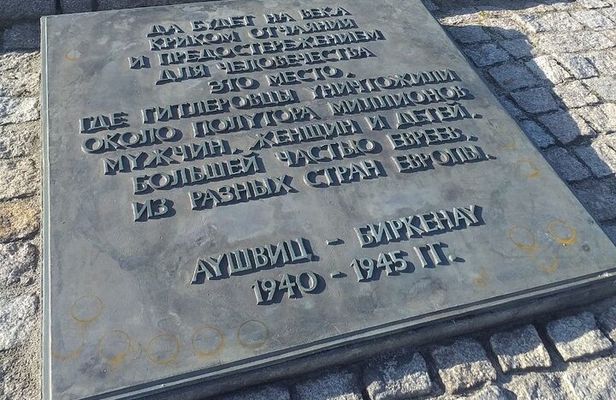 ДА БУДЕТ НА ВЕКА
КРИКОМ ОТЧАЯНИЯ
И ПРЕДОСТЕРЕЖЕНИЕМ
ДЛЯ ЧЕЛОВЕЧЕСТВА
ЭТО МЕСТО,
ГДЕ ГИТЛЕРОВЦЫ УНИЧТОЖИЛИ
ОКОЛО ПОЛУТОРА МИЛЛИОНОВ
МУЖЧИН, ЖЕНЩИН И ДЕТЕЙ,
БОЛЬШЕЙ ЧАСТЬЮ ЕВРЕЕВ,
ИЗ РАЗНЫХ СТРАН ЕВРОПЫ.
АУШВИЦ - БИРКЕНАУ
1940 - 1945 ГГ.